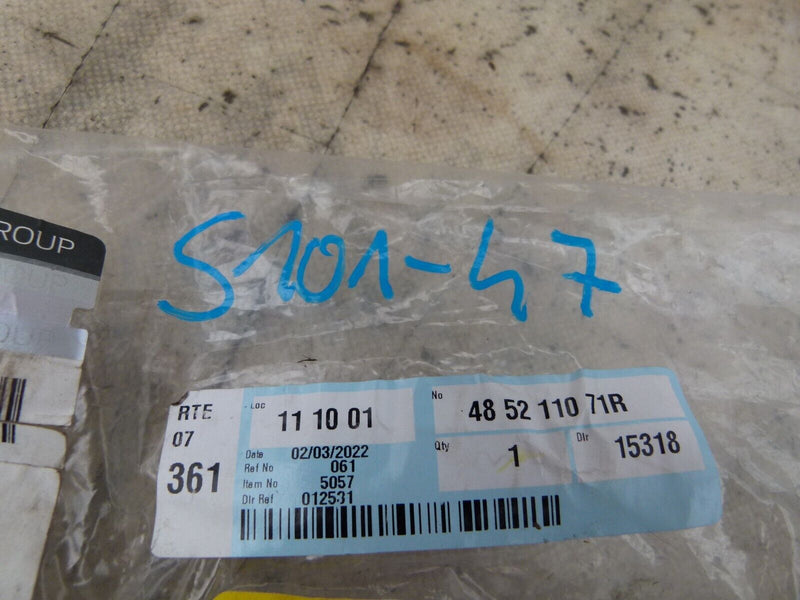 ROUP
S101-47
RTE
07
361
LOC
11 10 01
No
48 52 110 71R
Date 02/03/2022
Ref No 061
Item No 5057
Dlr Ref 012531
Qty
1
Dlr
15318